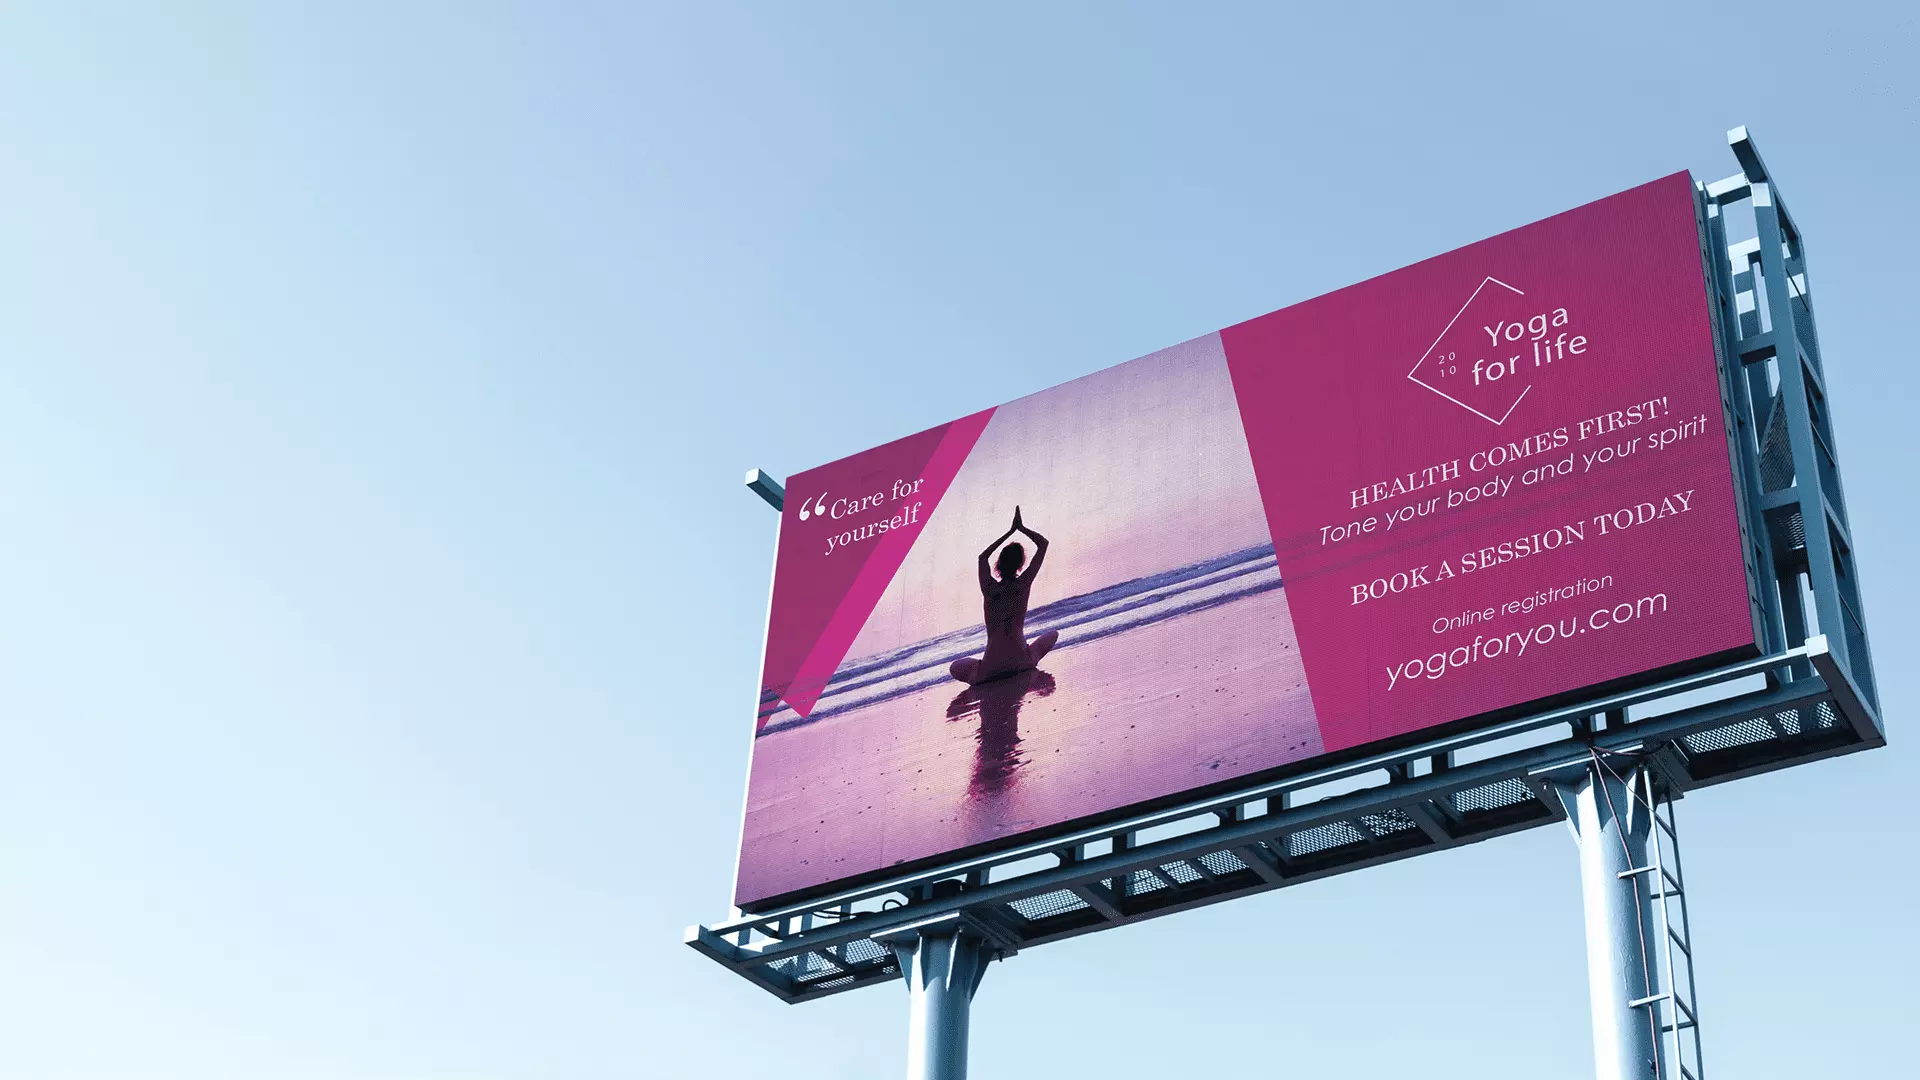 “Care for
yourself
Yoga
for life
20
10
HEALTH COMES FIRST!
Tone your body and your spirit
BOOK A SESSION TODAY
Online registration
yogaforyou.com